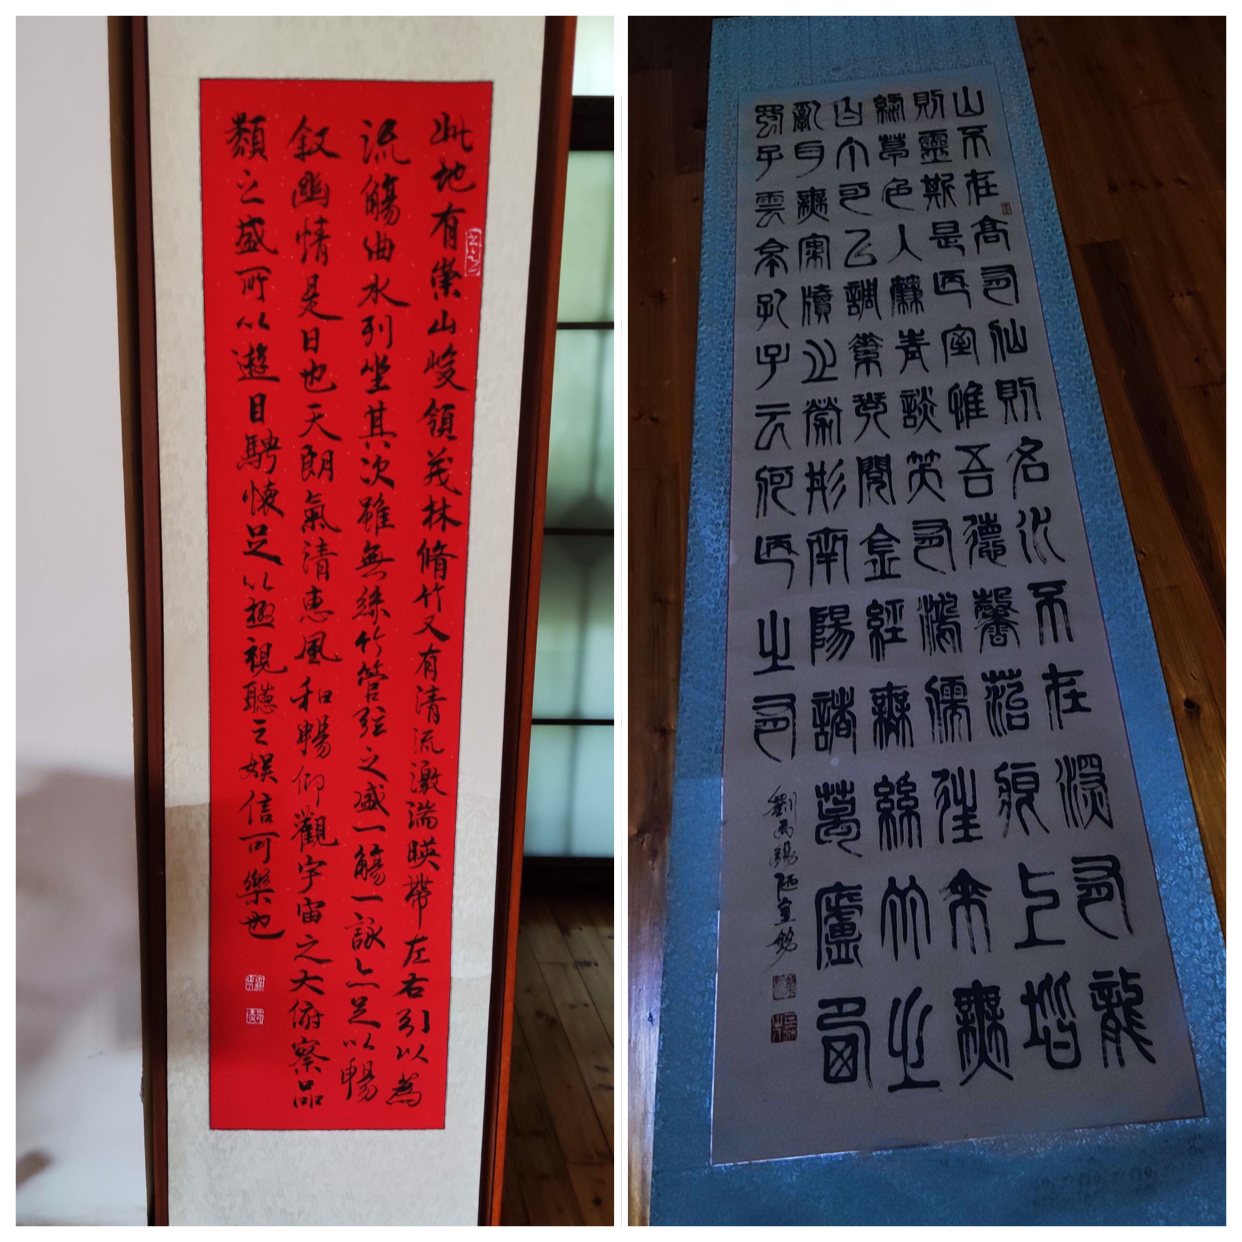 此地有崇山峻領茂林脩竹又有清流激湍暎帶左右引以為
流觴曲水列坐其次雖無絲竹管弦之盛一觴一詠亦足以暢
叙幽情是日也天朗氣清惠風和暢仰觀宇宙之大俯察品
類之盛所以遊目騁懷足以極視聽之娛信可樂也
山不在高有仙則名水不在深有龍
則靈斯是陋室惟吾德馨苔痕上堦
綠草色入簾青談笑有鴻儒往來無
白丁可以調素琴閱金經無絲竹之
亂耳無案牘之勞形南陽諸葛廬西
蜀子雲亭孔子云何陋之有
劉禹錫陋室銘